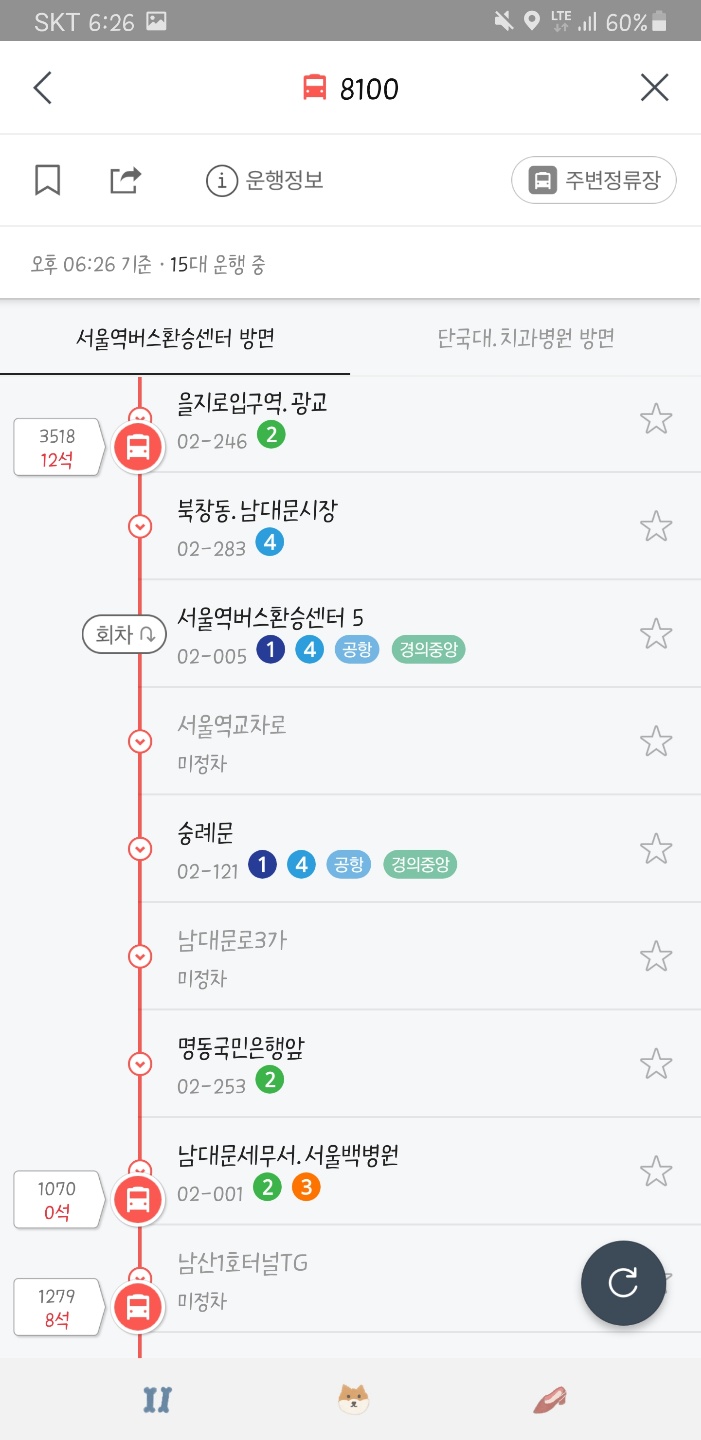 SKT 6:26 LTE 60%
8100
운행정보 주변정류장
오후 06:26 기준 · 15대 운행 중
서울역버스환승센터 방면 단국대.치과병원 방면
을지로입구역.광교
3518
12석
02-246 2
북창동.남대문시장
02-283 4
서울역버스환승센터 5
회차
02-005 1 4 공항 경의중앙
서울역교차로
미정차
숭례문
02-121 1 4 공항 경의중앙
남대문로3가
미정차
명동국민은행앞
02-253 2
남대문세무서.서울백병원
1070
0석
02-001 2 3
남산1호터널TG
1279
8석
미정차